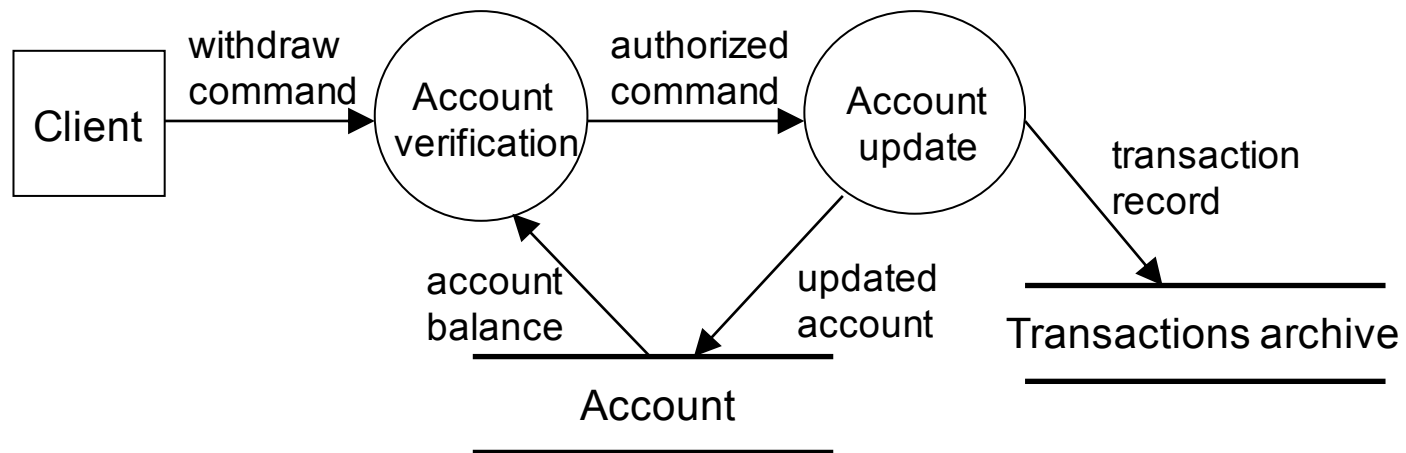 withdraw
command
authorized
command
Client
Account
verification
Account
update
transaction
record
account
balance
updated
account
Transactions archive
Account